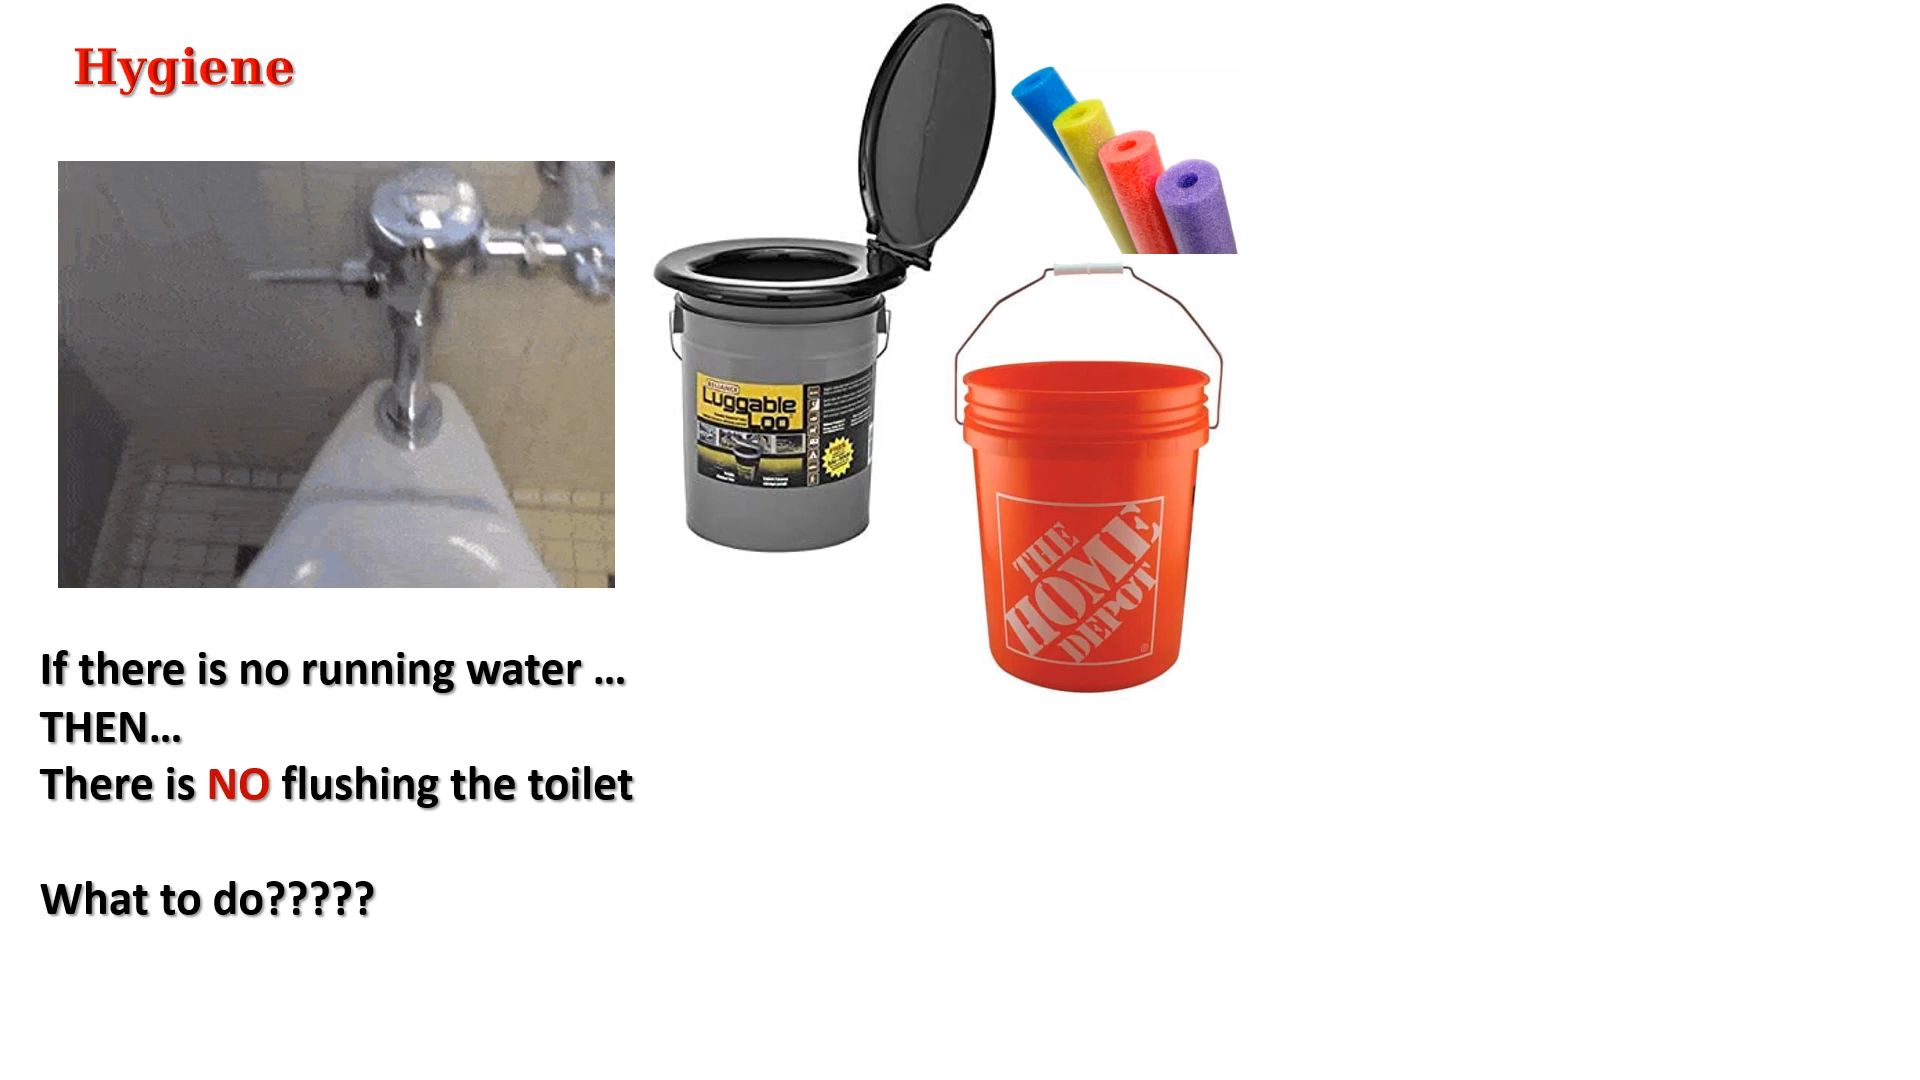 Hygiene
RELIANCE
Luggable
LOO
THE
HOME
DEPOT
®
If there is no running water ...
THEN...
There is NO flushing the toilet
What to do?????